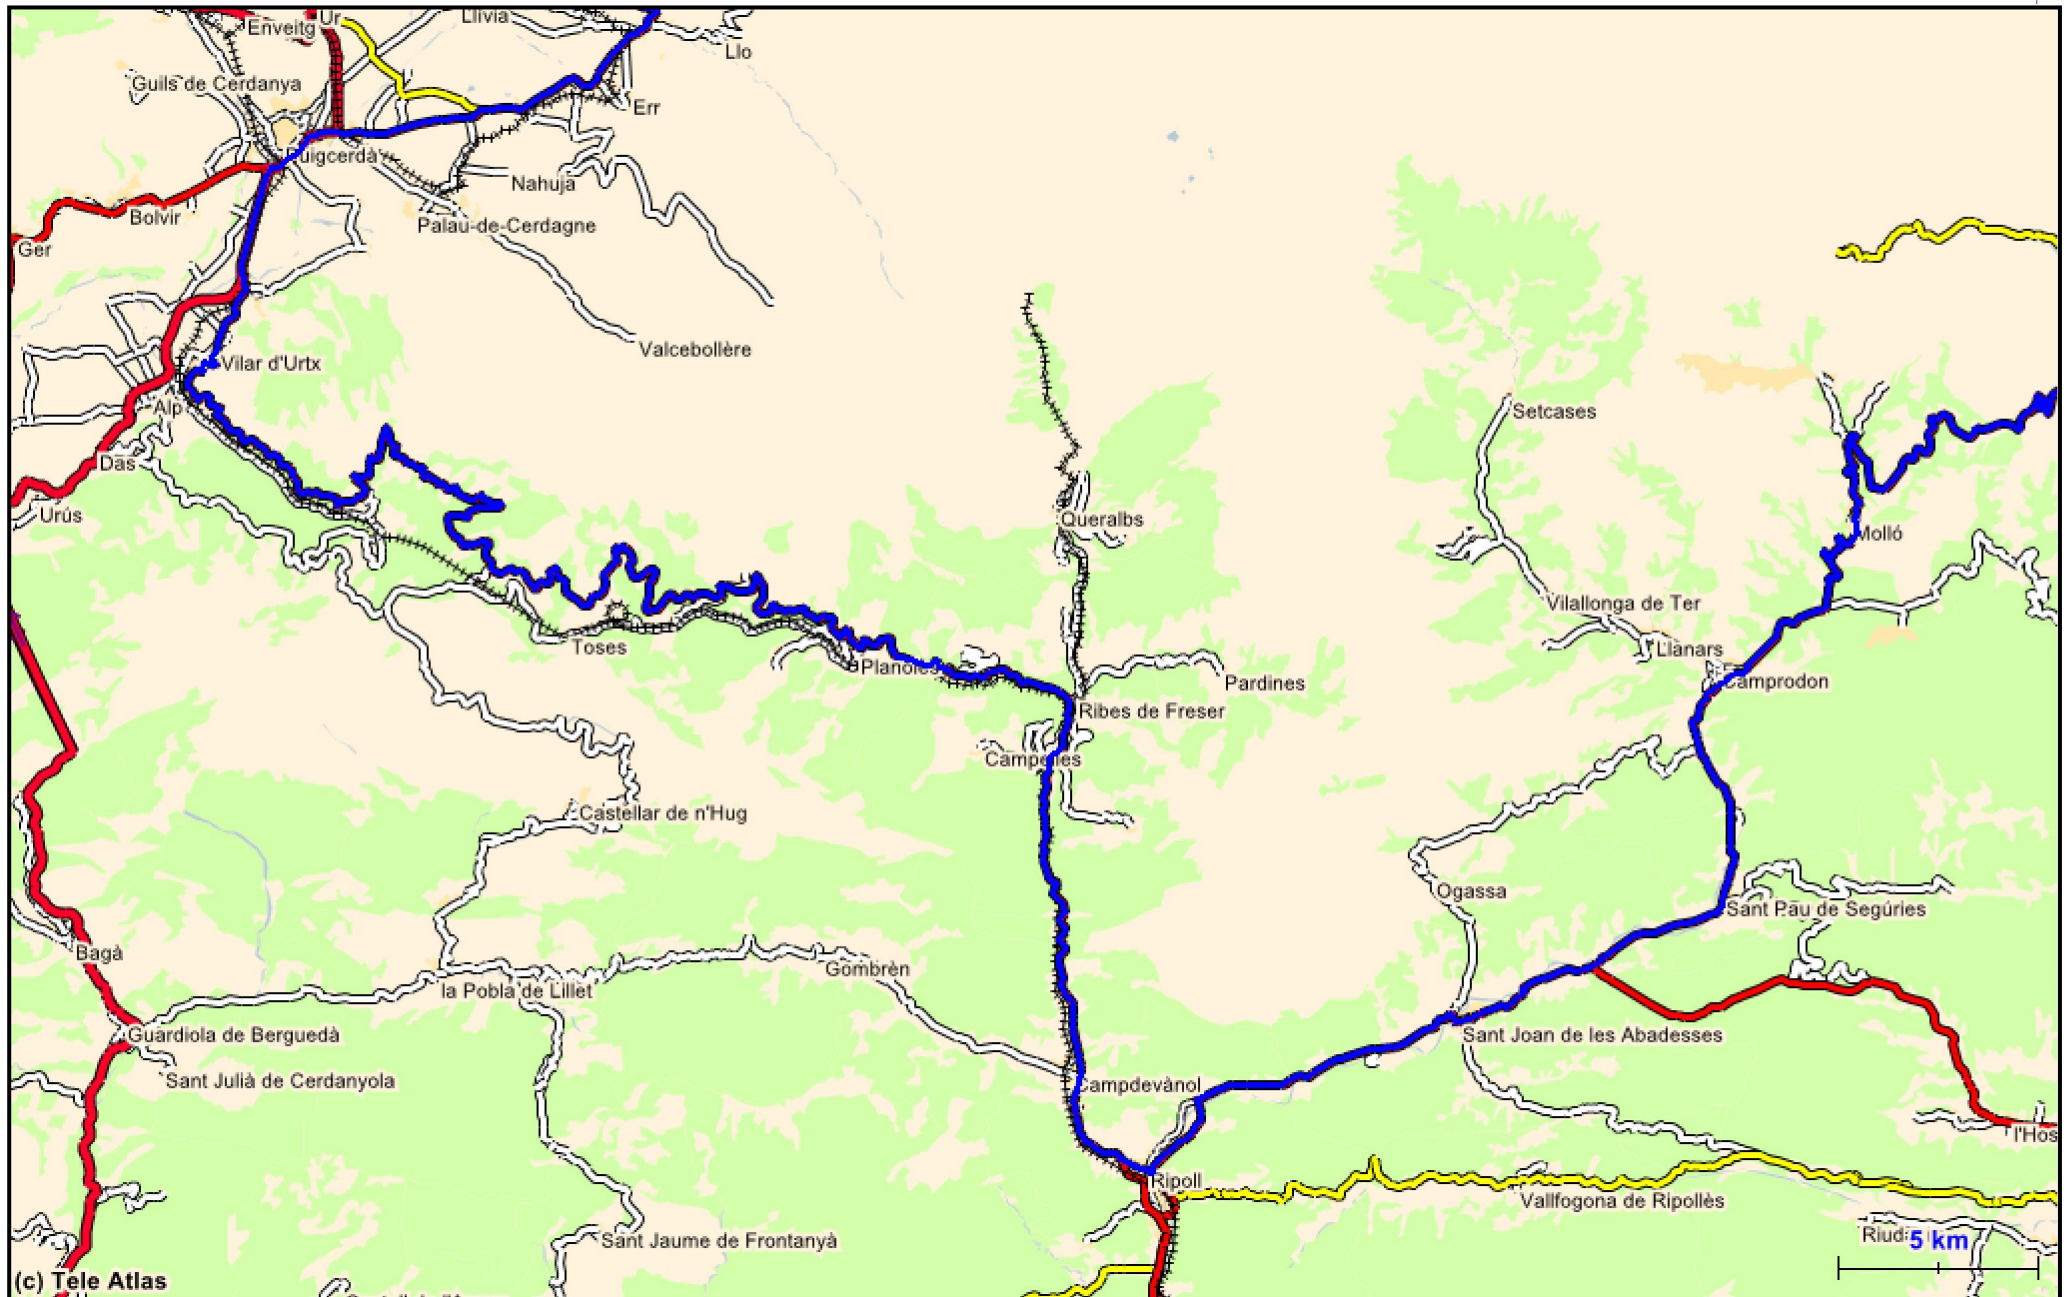 Enveitg
Ur
Llívia
Llo
Guils de Cerdanya
Err
Puigcerdà
Nahuja
Bolvir
Palau-de-Cerdagne
Ger
Valcebollère
Vilar d'Urtx
Alp
Setcases
Das
Urús
Queralbs
Molló
Vilallonga de Ter
Toses
Llanars
Planoles
Camprodon
Pardines
Ribes de Freser
Campelles
Castellar de n'Hug
Ogassa
Sant Pau de Segúries
Bagà
Gombrèn
la Pobla de Lillet
Guardiola de Berguedà
Sant Joan de les Abadesses
Sant Julià de Cerdanyola
Campdevànol
l'Hos
Ripoll
Vallfogona de Ripollès
Sant Jaume de Frontanyà
5 km
(c) Tele Atlas